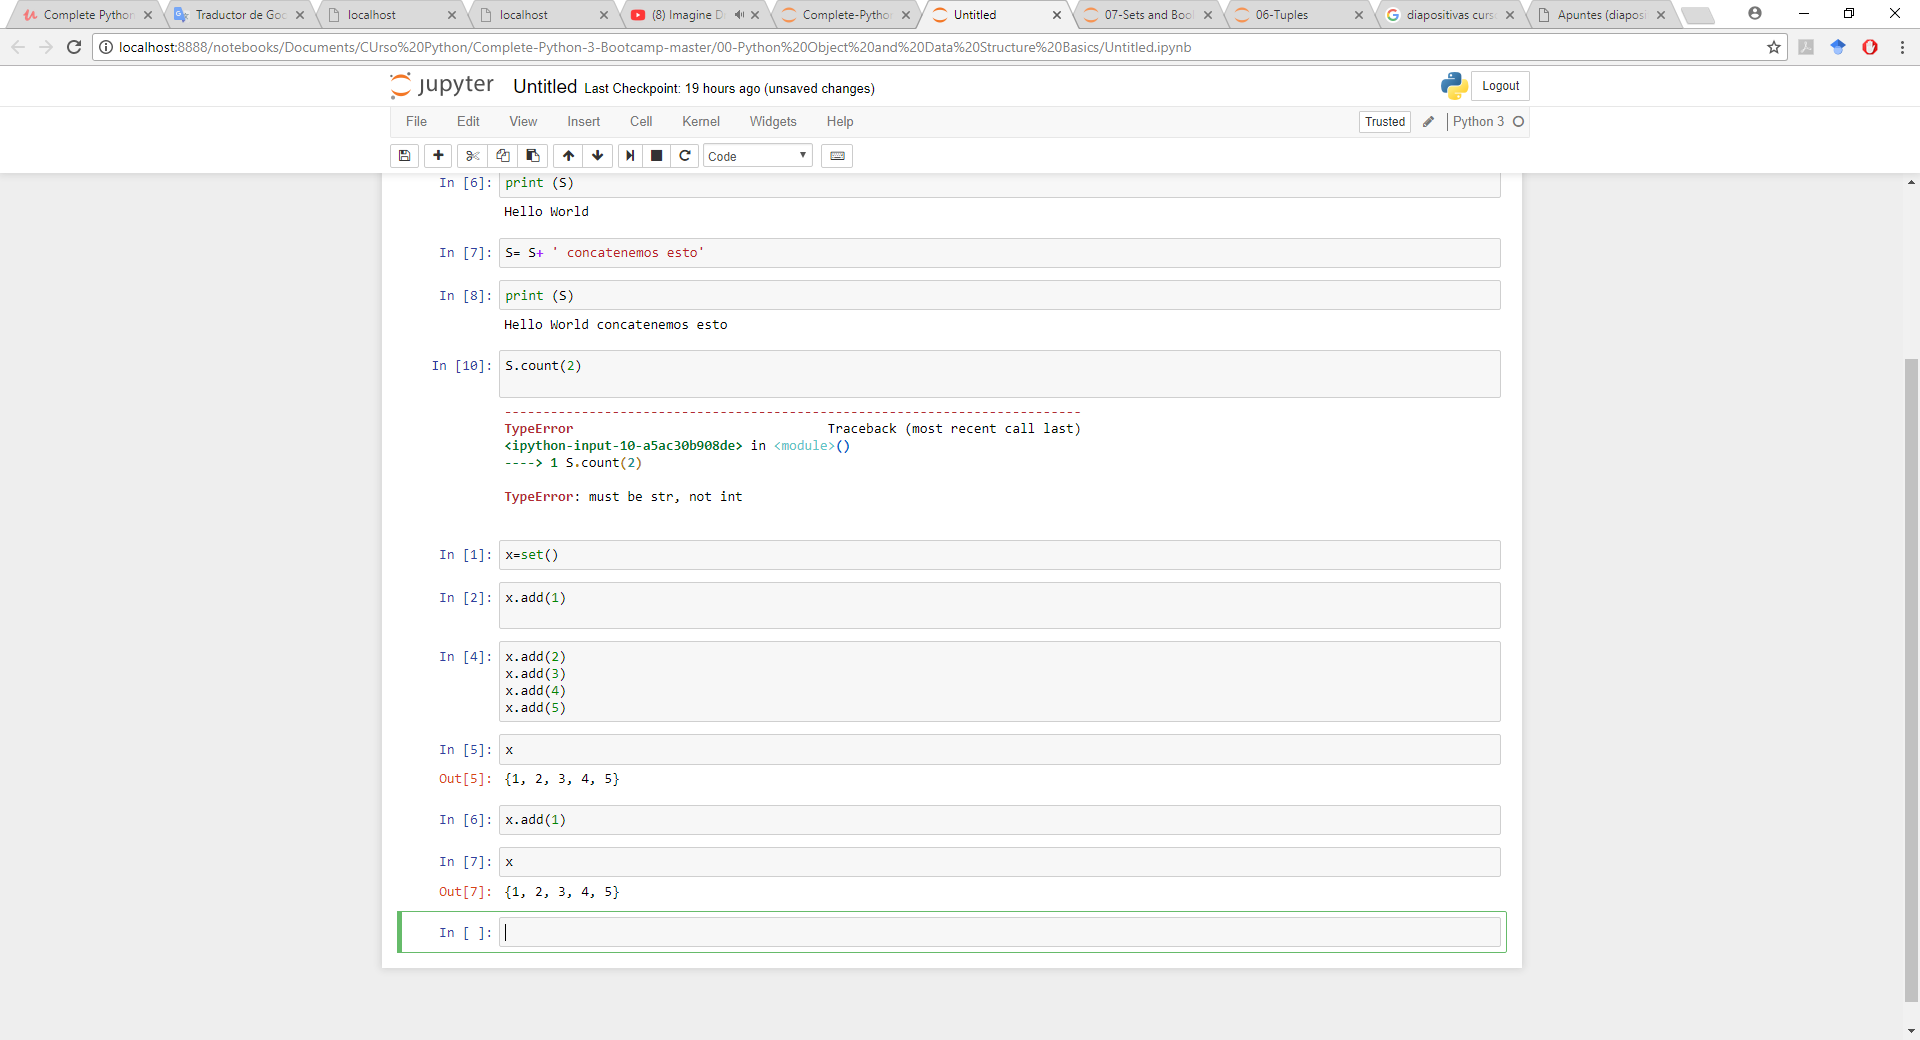 Complete Python
Traductor de Goo
localhost
localhost
(8) Imagine D
Complete-Python
Untitled
07-Sets and Bool
06-Tuples
diapositivas curs
Apuntes (diapos
localhost:8888/notebooks/Documents/CUrso%20Python/Complete-Python-3-Bootcamp-master/00-Python%20Object%20and%20Data%20Structure%20Basics/Untitled.ipynb
jupyter Untitled Last Checkpoint: 19 hours ago (unsaved changes) Logout
File Edit View Insert Cell Kernel Widgets Help Trusted Python 3
Code
In [6]: print (S)
Hello World
In [7]: S= S+ ' concatenemos esto'
In [8]: print (S)
Hello World concatenemos esto
In [10]: S.count(2)
---------------------------------------------------------------------------
TypeError Traceback (most recent call last)
<ipython-input-10-a5ac30b908de> in <module>()
----> 1 S.count(2)
TypeError: must be str, not int
In [1]: x=set()
In [2]: x.add(1)
In [4]: x.add(2)
x.add(3)
x.add(4)
x.add(5)
In [5]: x
Out[5]: {1, 2, 3, 4, 5}
In [6]: x.add(1)
In [7]: x
Out[7]: {1, 2, 3, 4, 5}
In [ ]: